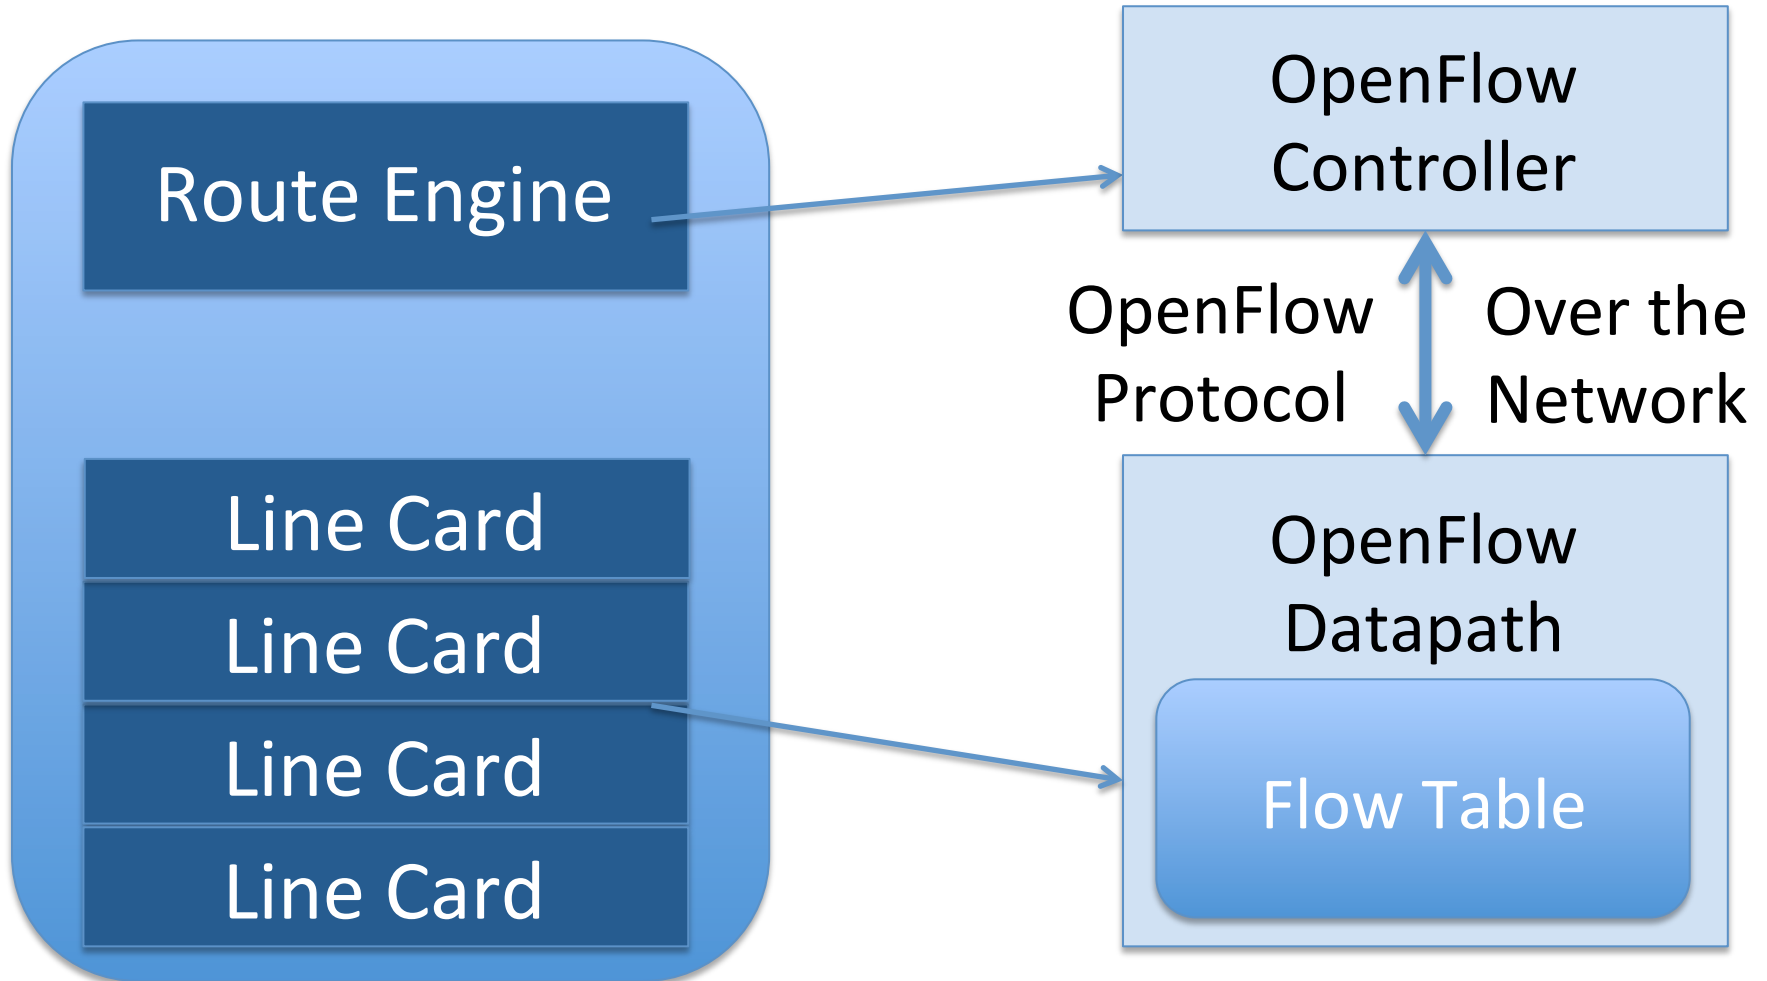 Route Engine
Line Card
Line Card
Line Card
Line Card
OpenFlow
Controller
OpenFlow
Protocol
Over the
Network
OpenFlow
Datapath
Flow Table